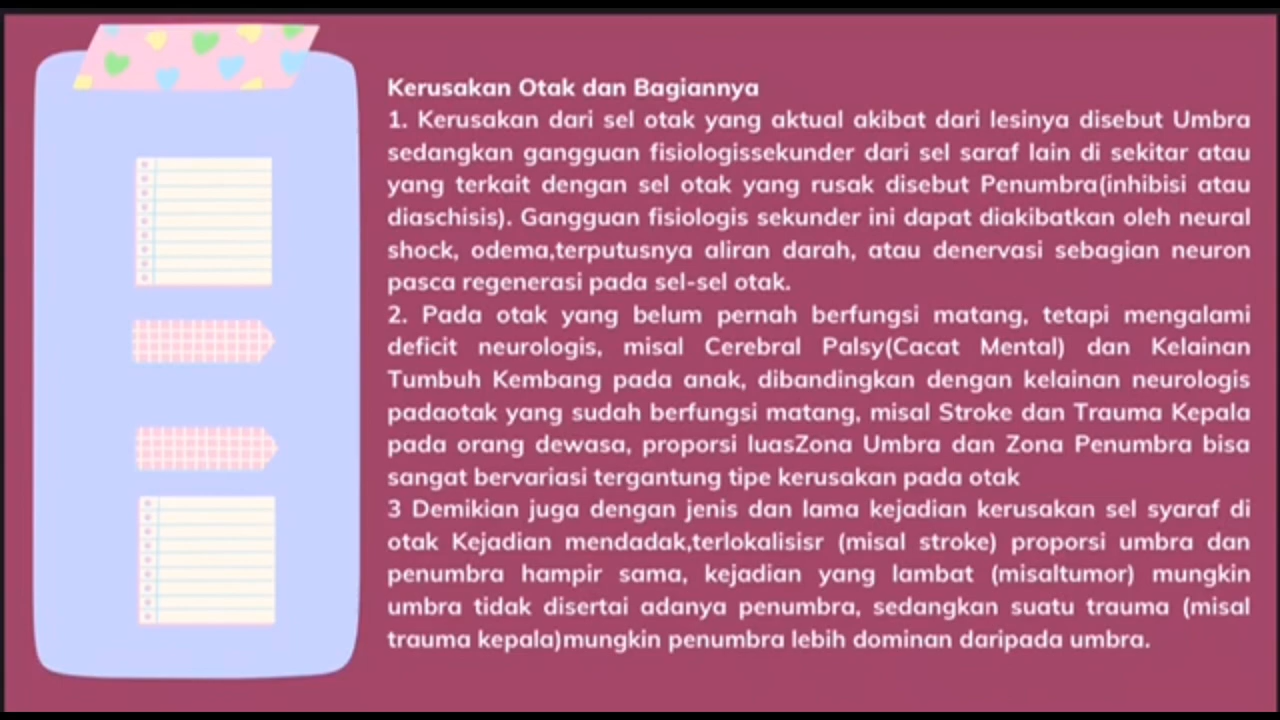 Kerusakan Otak dan Bagiannya
1. Kerusakan dari sel otak yang aktual akibat dari lesinya disebut Umbra
sedangkan gangguan fisiologissekunder dari sel saraf lain di sekitar atau
yang terkait dengan sel otak yang rusak disebut Penumbra(inhibisi atau
diaschisis). Gangguan fisiologis sekunder ini dapat diakibatkan oleh neural
shock, odema,terputusnya aliran darah, atau denervasi sebagian neuron
pasca regenerasi pada sel-sel otak.
2. Pada otak yang belum pernah berfungsi matang, tetapi mengalami
deficit neurologis, misal Cerebral Palsy(Cacat Mental) dan Kelainan
Tumbuh Kembang pada anak, dibandingkan dengan kelainan neurologis
padaotak yang sudah berfungsi matang, misal Stroke dan Trauma Kepala
pada orang dewasa, proporsi luasZona Umbra dan Zona Penumbra bisa
sangat bervariasi tergantung tipe kerusakan pada otak
3 Demikian juga dengan jenis dan lama kejadian kerusakan sel syaraf di
otak Kejadian mendadak,terlokalisisr (misal stroke) proporsi umbra dan
penumbra hampir sama, kejadian yang lambat (misaltumor) mungkin
umbra tidak disertai adanya penumbra, sedangkan suatu trauma (misal
trauma kepala)mungkin penumbra lebih dominan daripada umbra.